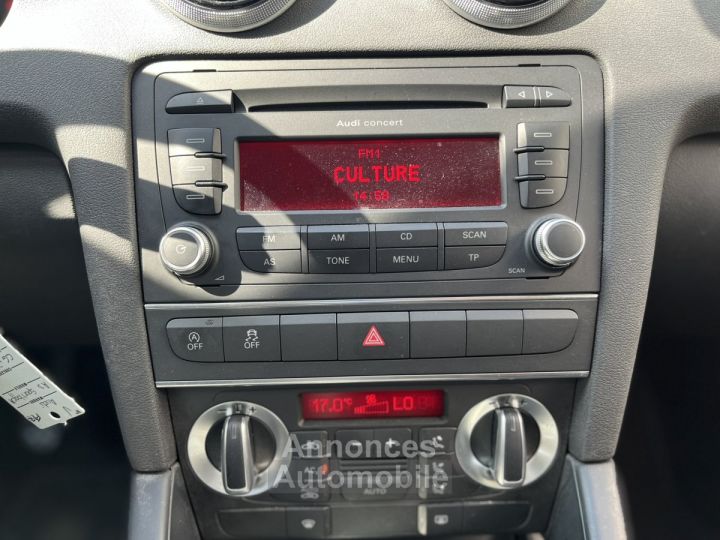 Audi concert
FM1
CULTURE
14:58
FM AM CD SCAN
AS TONE MENU TP
SCAN
OFF OFF
17.0°F LO
AUTO
Annonces
Automobile